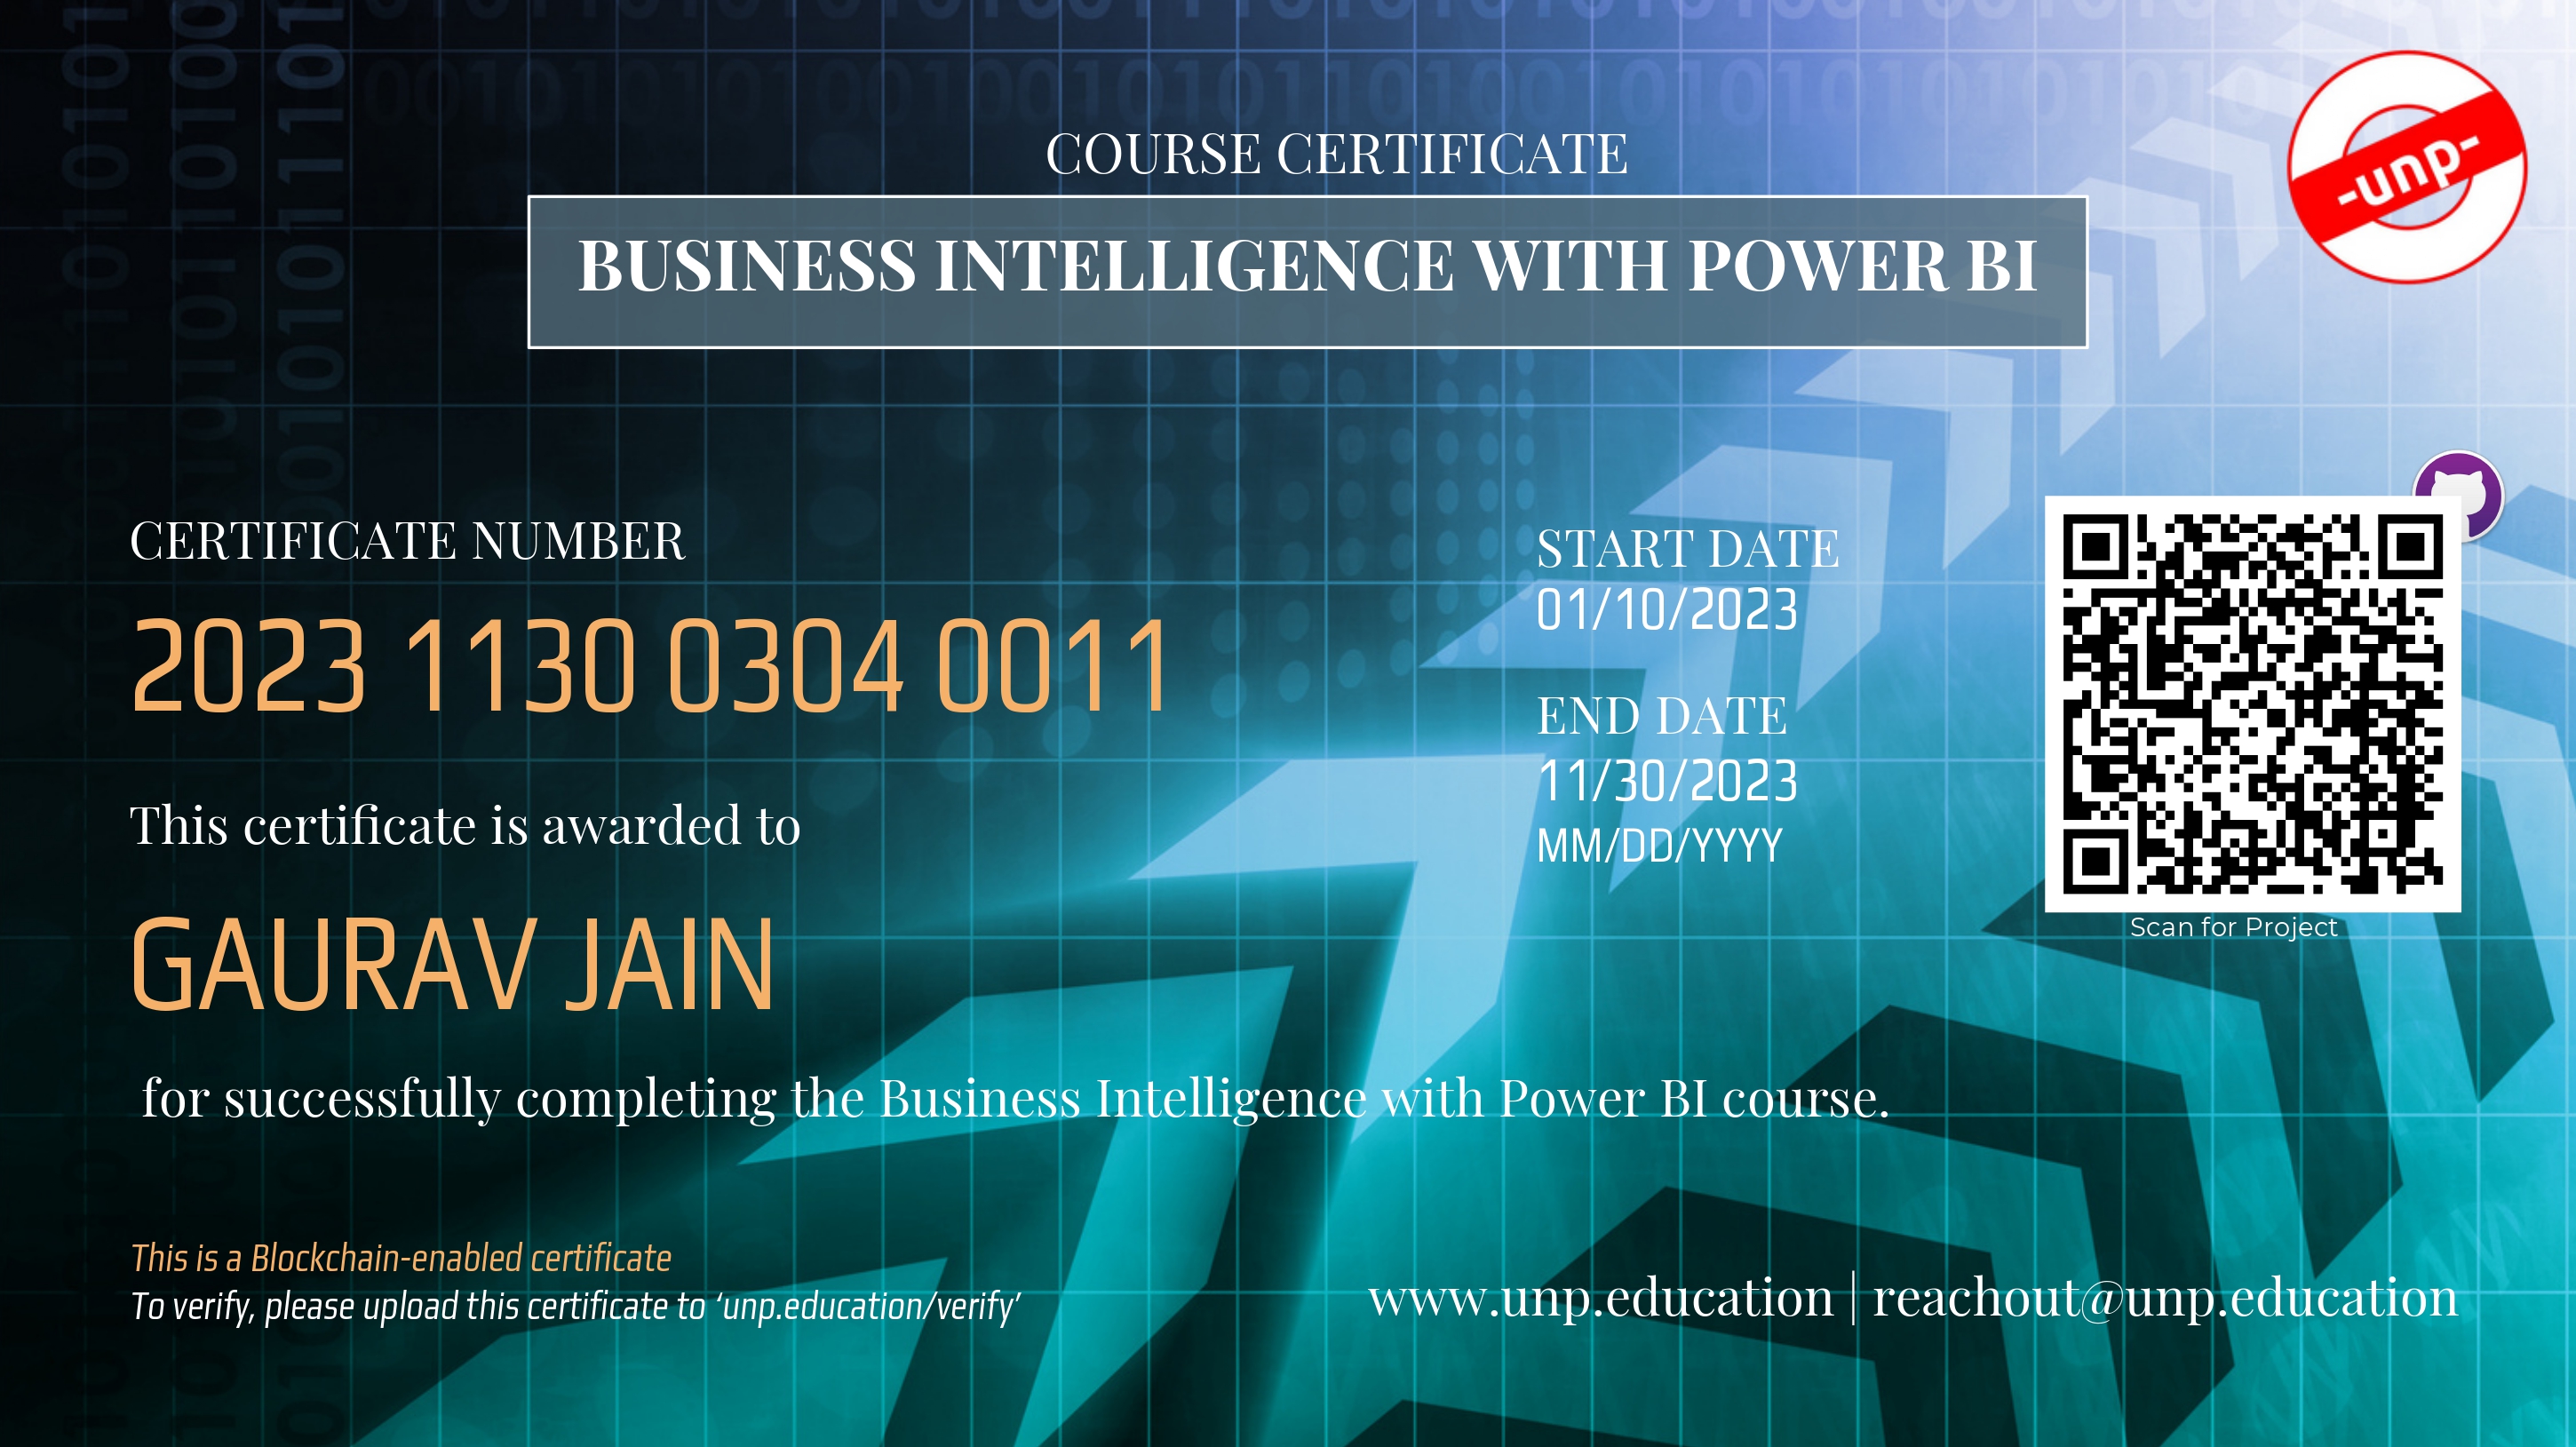 COURSE CERTIFICATE
-unp-
BUSINESS INTELLIGENCE WITH POWER BI
CERTIFICATE NUMBER
2023 1130 0304 0011
START DATE
01/10/2023
END DATE
11/30/2023
MM/DD/YYYY
Scan for Project
This certificate is awarded to
GAURAV JAIN
for successfully completing the Business Intelligence with Power BI course.
This is a Blockchain-enabled certificate
To verify, please upload this certificate to ‘unp.education/verify’
www.unp.education | reachout@unp.education